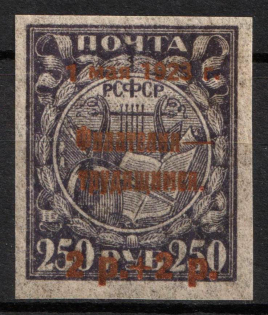 ПОЧТА
1 мая 1923 г.
РСФСР
Филателия—
трудящимся.
250 РУБ 250
2 р.+2 р.